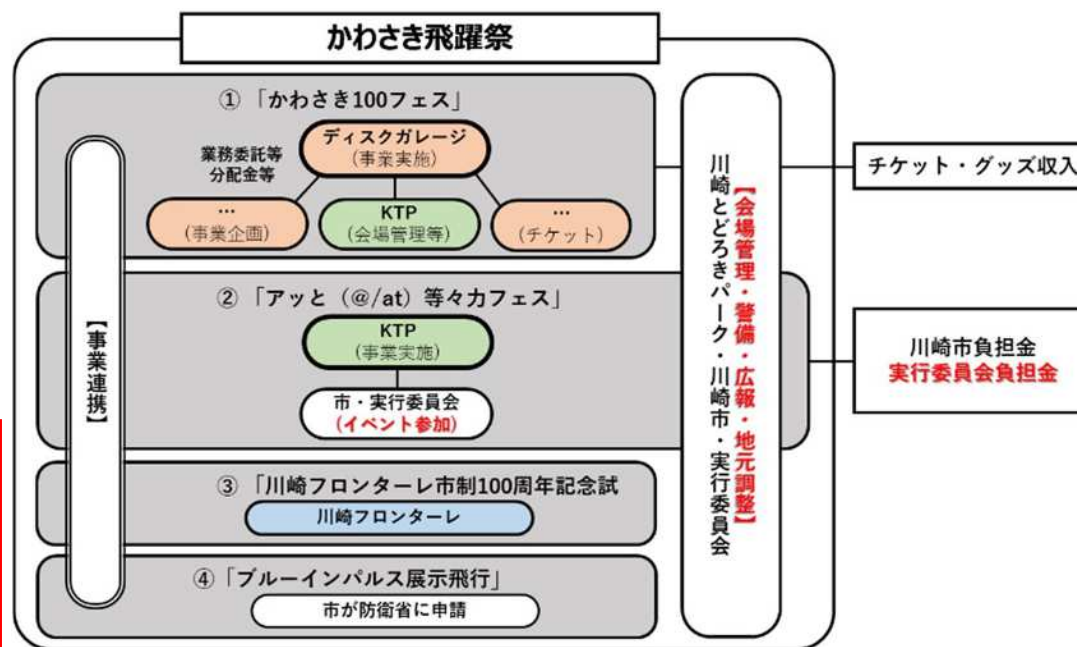 かわさき飛躍祭
① 「かわさき100フェス」
ディスクガレージ
(事業実施)
業務委託等
分配金等
…
(事業企画)
KTP
(会場管理等)
…
(チケット)
② 「アッと（@/at）等々力フェス」
KTP
(事業実施)
市・実行委員会
(イベント参加)
③ 「川崎フロンターレ市制100周年記念試
川崎フロンターレ
④「ブルーインパルス展示飛行」
市が防衛省に申請
【事業連携】
【会場管理・警備・広報・地元調整】
川崎とどろきパーク・川崎市・実行委員会
チケット・グッズ収入
川崎市負担金
実行委員会負担金